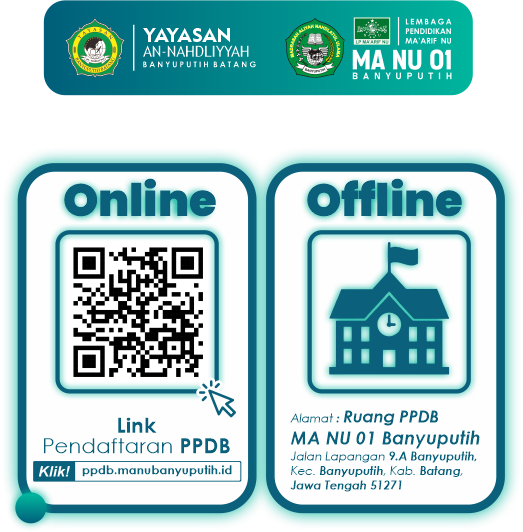 YAYASAN
AN-NAHDLIYYAH
BANYUPUTIH BATANG
LEMBAGA
PENDIDIKAN
MA'ARIF NU
LP MA'ARIF NU
MA NU 01
BANYUPUTIH
Online
Link
Pendaftaran PPDB
Klik! ppdb.manubanyuputih.id
Offline
Alamat : Ruang PPDB
MA NU 01 Banyuputih
Jalan Lapangan 9.A Banyuputih,
Kec. Banyuputih, Kab. Batang,
Jawa Tengah 51271